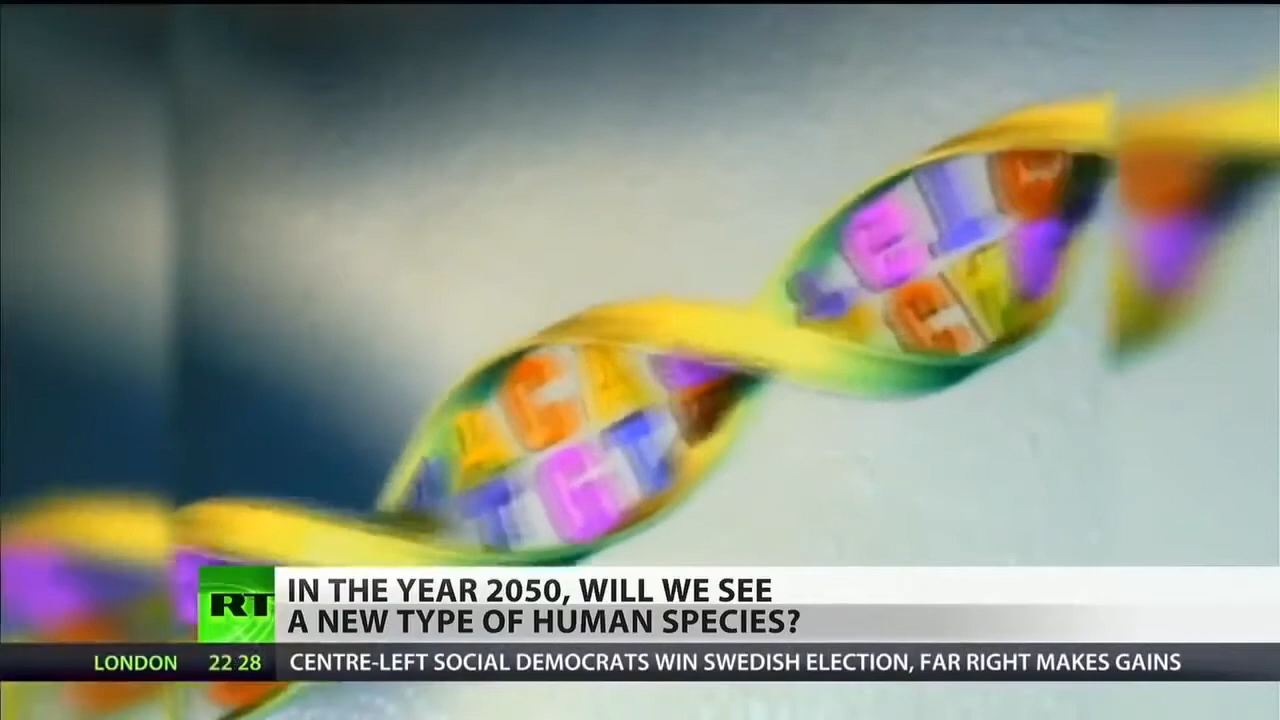 A C A
T G T
G T
C A
RT
IN THE YEAR 2050, WILL WE SEE
A NEW TYPE OF HUMAN SPECIES?
LONDON 22 28 CENTRE-LEFT SOCIAL DEMOCRATS WIN SWEDISH ELECTION, FAR RIGHT MAKES GAINS